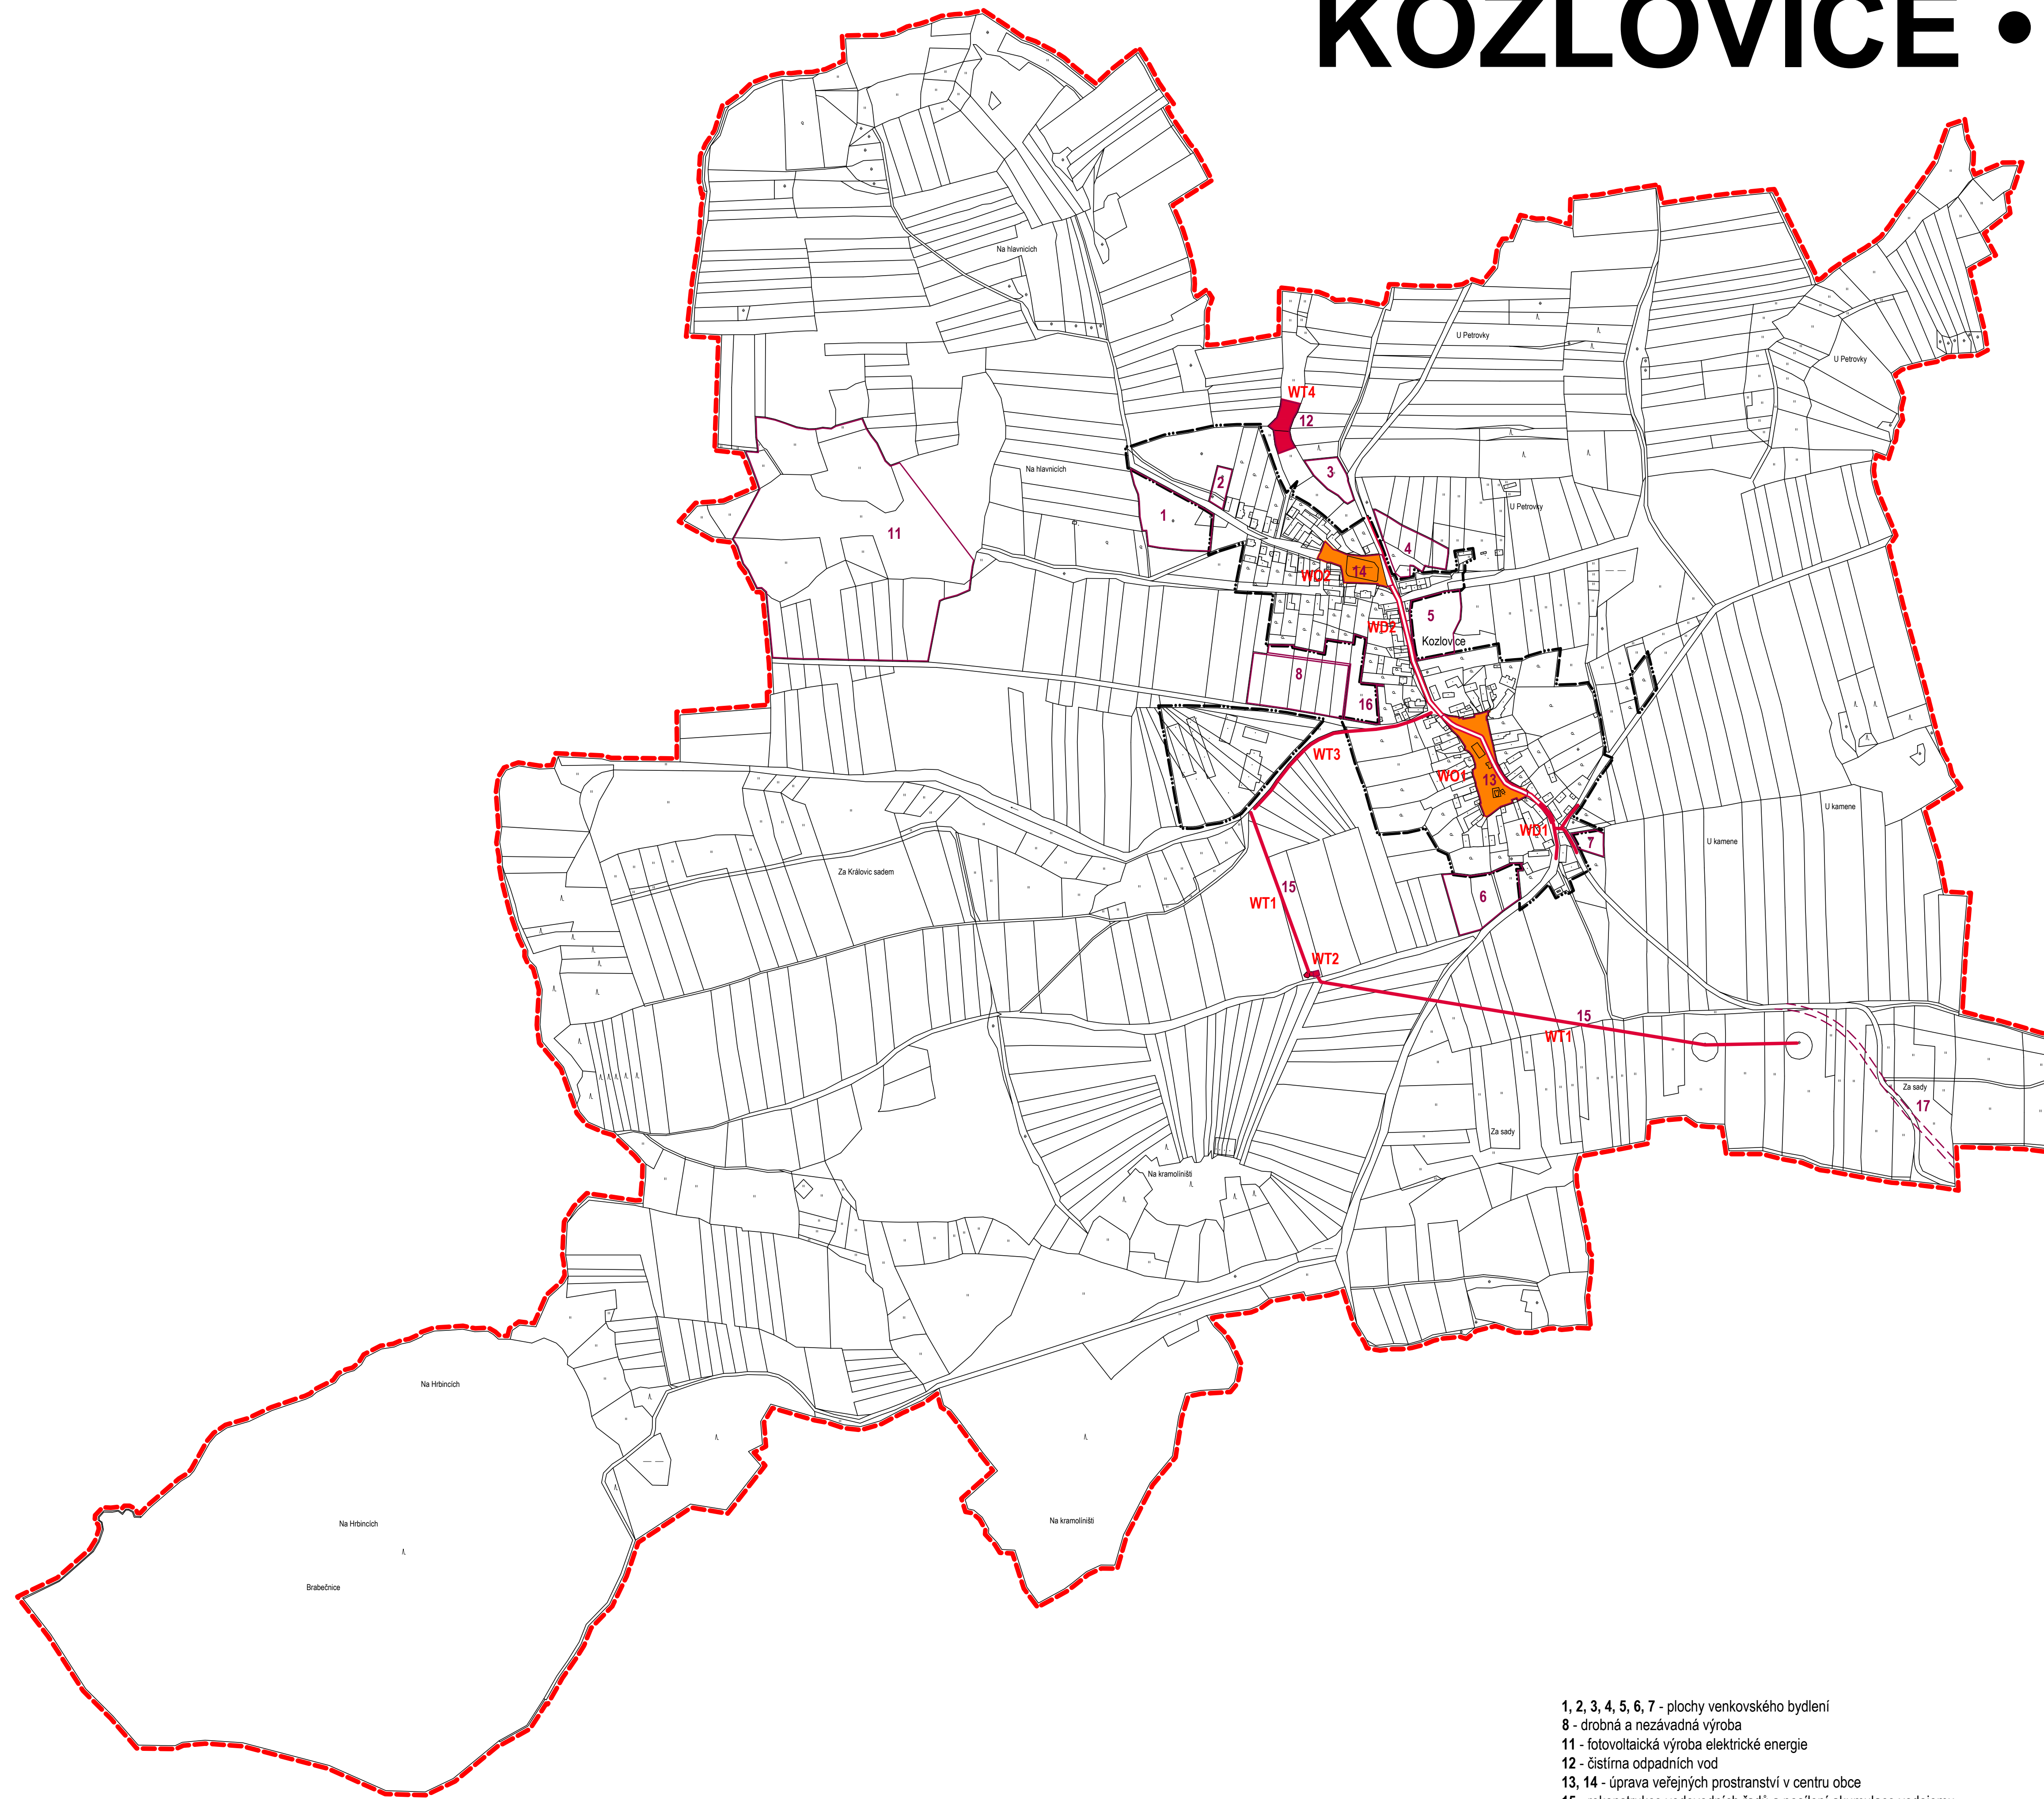 KOZLOVICE •
Na hlavnicích
U Petrovky
U Petrovky
WT4
12
Na hlavnicích
3
2
1
U Petrovky
11
4
14
WO2
5
WD2
Kozlovice
8
16
WT3
WO1
13
U kamene
WD1
7
U kamene
Za Královic sadem
15
6
WT1
WT2
15
WT1
Za sady
17
Za sady
Na kramolíništi
Na Hrbincích
Na kramolíništi
Na Hrbincích
Brabečnice
1, 2, 3, 4, 5, 6, 7 - plochy venkovského bydlení
8 - drobná a nezávadná výroba
11 - fotovoltaická výroba elektrické energie
12 - čistírna odpadních vod
13, 14 - úprava veřejných prostranství v centru obce